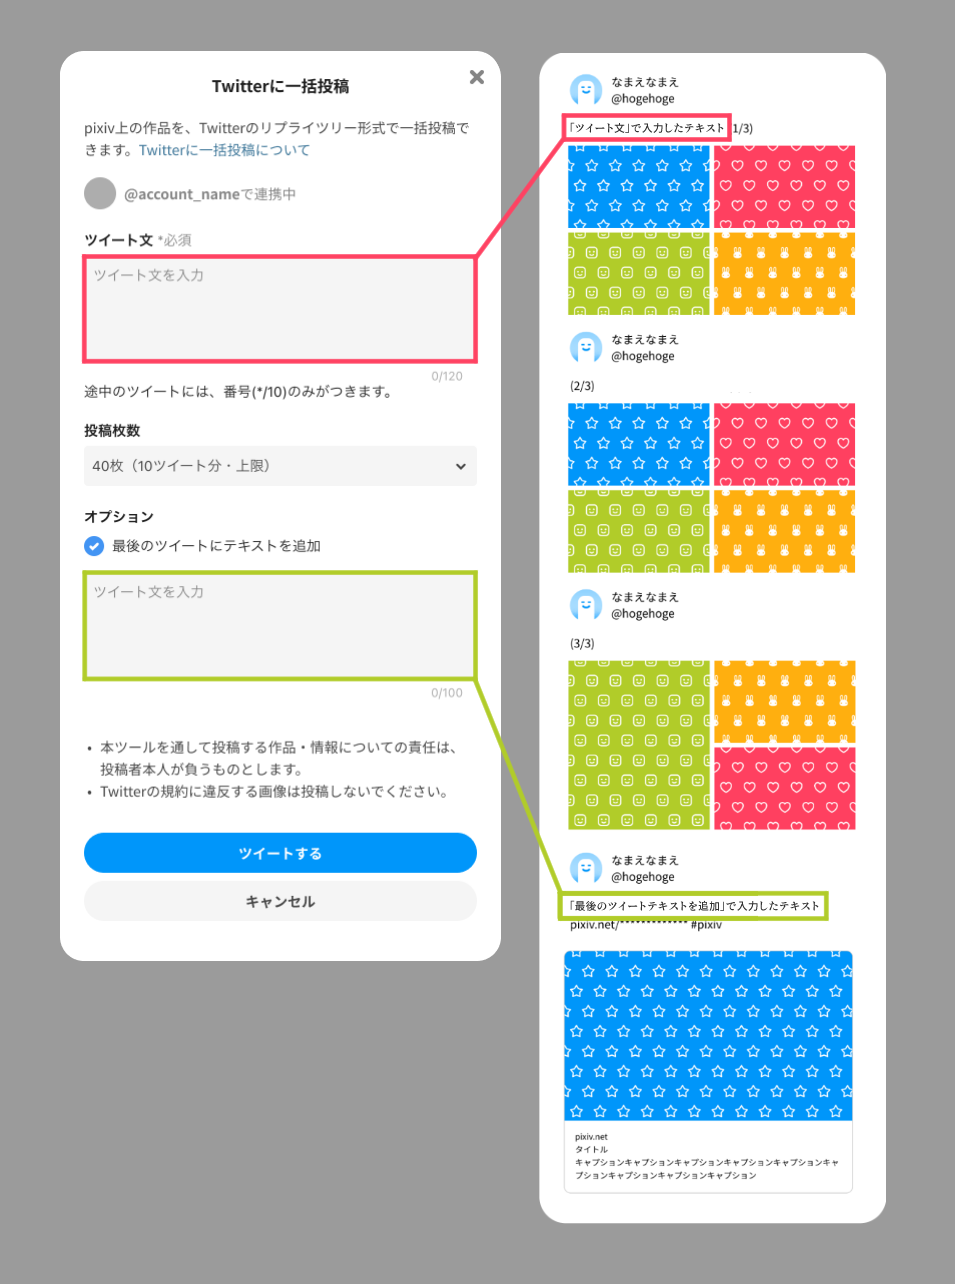 Twitterに一括投稿
pixiv上の作品を、Twitterのリプライツリー形式で一括投稿で
きます。Twitterに一括投稿について
@account_nameで連携中
ツイート文 *必須
ツイート文を入力
0/120
途中のツイートには、番号(*/10)のみがつきます。
投稿枚数
40枚（10ツイート分・上限）
オプション
最後のツイートにテキストを追加
ツイート文を入力
0/100
• 本ツールを通して投稿する作品・情報についての責任は、
投稿者本人が負うものとします。
• Twitterの規約に違反する画像は投稿しないでください。
ツイートする
キャンセル
なまえなまえ
@hogehoge
「ツイート文」で入力したテキスト 1/3)
なまえなまえ
@hogehoge
(2/3)
なまえなまえ
@hogehoge
(3/3)
なまえなまえ
@hogehoge
「最後のツイートテキストを追加」で入力したテキスト
pixiv.net/************* #pixiv
pixiv.net
タイトル
キャプションキャプションキャプションキャプションキャプションキャ
プションキャプションキャプションキャプション